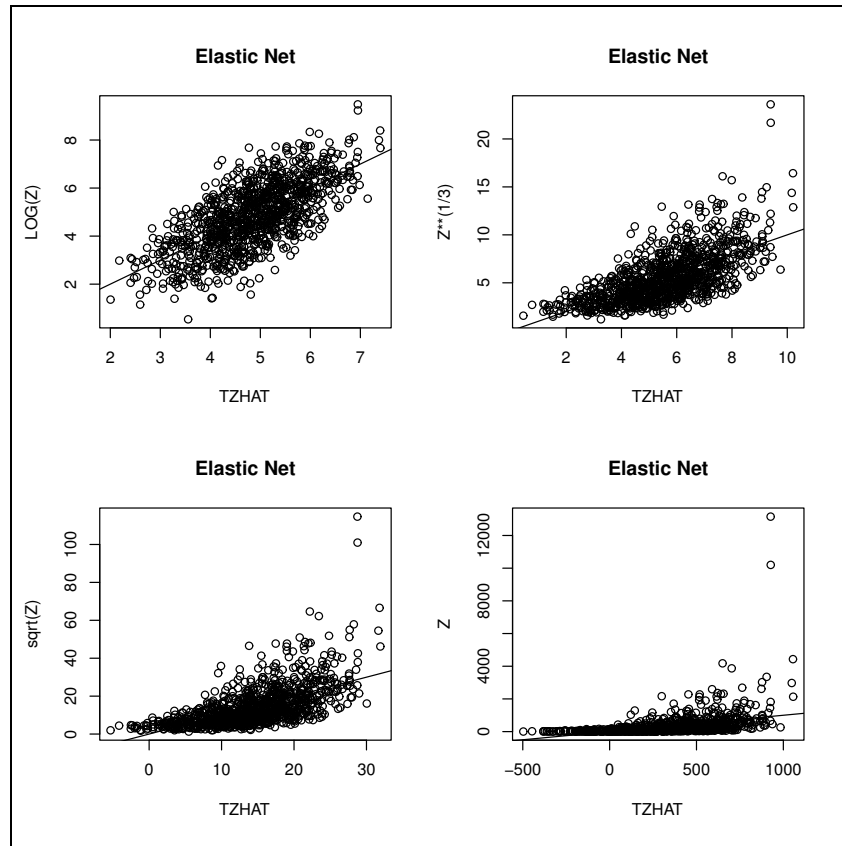 Elastic Net
LOG(Z)
8
6
4
2
2 3 4 5 6 7
TZHAT
Elastic Net
Z**(1/3)
20
15
10
5
2 4 6 8 10
TZHAT
Elastic Net
sqrt(Z)
100
80
60
40
20
0
0 10 20 30
TZHAT
Elastic Net
Z
12000
8000
4000
0
−500 0 500 1000
TZHAT